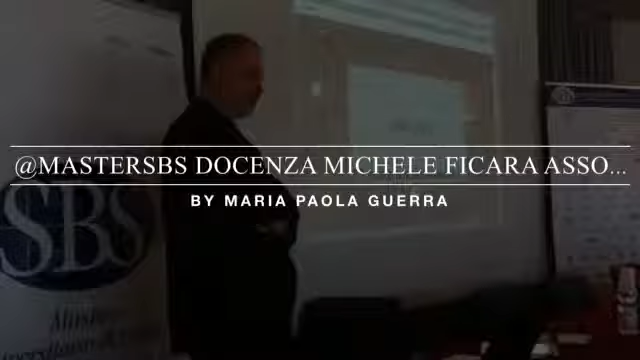 @MASTERSBS DOCENZA MICHELE FICARA ASSO...
BY MARIA PAOLA GUERRA
SBS